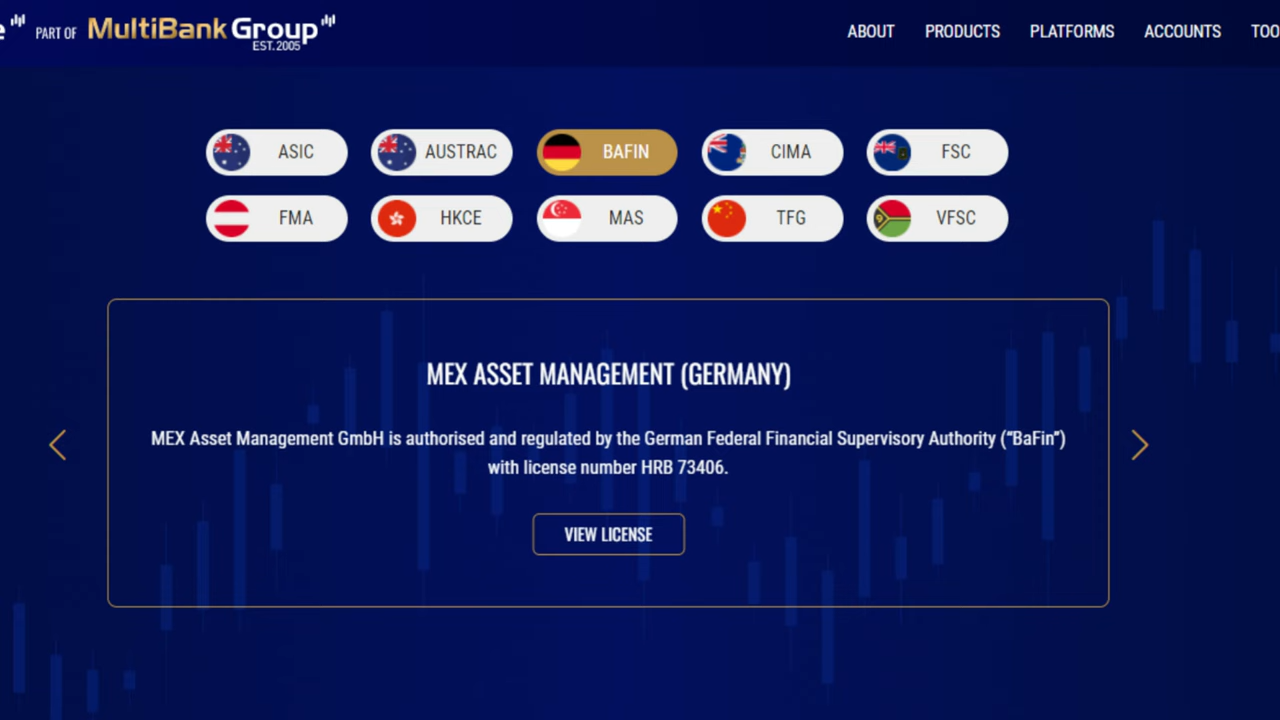 e PART OF MultiBank Group
EST. 2005
ABOUT PRODUCTS PLATFORMS ACCOUNTS TOO
ASIC AUSTRAC BAFIN CIMA FSC
FMA HKCE MAS TFG VFSC
MEX ASSET MANAGEMENT (GERMANY)
MEX Asset Management GmbH is authorised and regulated by the German Federal Financial Supervisory Authority (“BaFin”)
with license number HRB 73406.
VIEW LICENSE